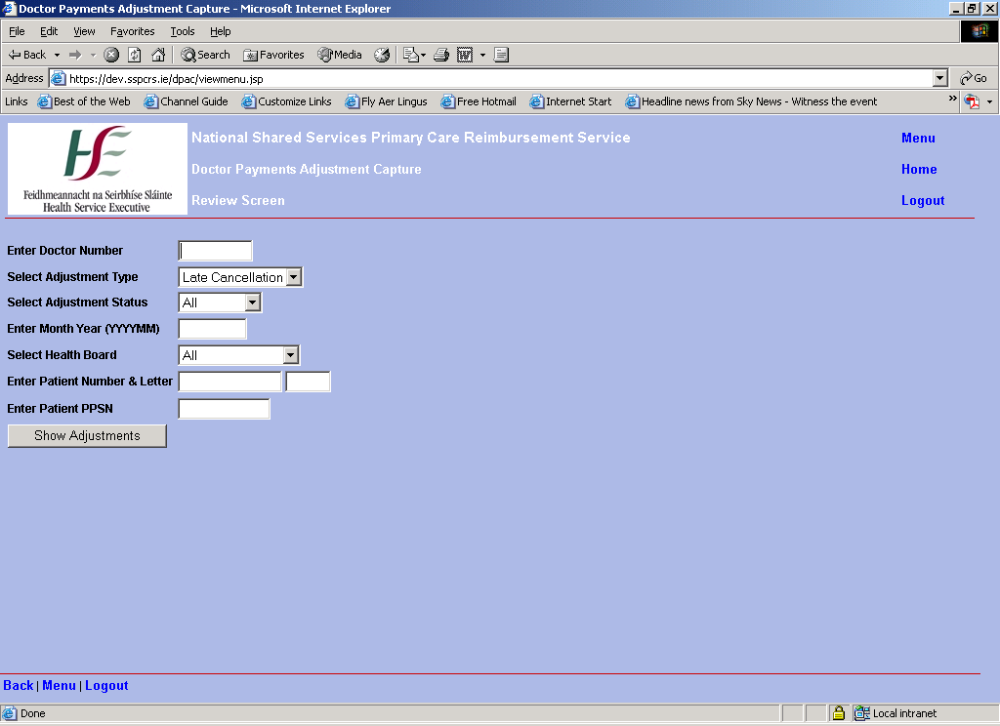 Doctor Payments Adjustment Capture - Microsoft Internet Explorer
File Edit View Favorites Tools Help
Back Search Favorites Media
Address https://dev.sspcrs.ie/dpac/viewmenu.jsp Go
Links Best of the Web Channel Guide Customize Links Fly Aer Lingus Free Hotmail Internet Start Headline news from Sky News - Witness the event »
HSE
Feidhmeannacht na Seirbhíse Sláinte
Health Service Executive
National Shared Services Primary Care Reimbursement Service Menu
Doctor Payments Adjustment Capture Home
Review Screen Logout
Enter Doctor Number
Select Adjustment Type Late Cancellation
Select Adjustment Status All
Enter Month Year (YYYYMM)
Select Health Board All
Enter Patient Number & Letter
Enter Patient PPSN
Show Adjustments
Back | Menu | Logout
Done Local intranet